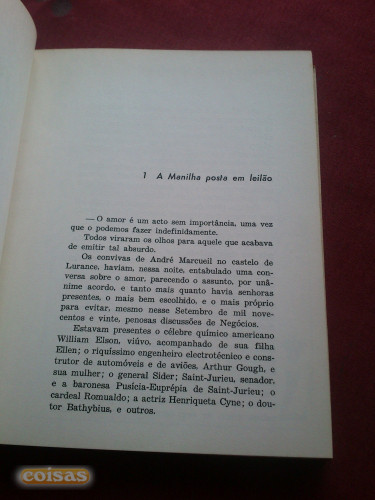 1 A Manilha posta em leilão
— O amor é um acto sem importância, uma vez
que o podemos fazer indefinidamente.
Todos viraram os olhos para aquele que acabava
de emitir tal absurdo.
Os convivas de André Marcueil no castelo de
Lurance, haviam, nessa noite, entabulado uma con-
versa sobre o amor, parecendo o assunto, por unâ-
nime acordo, e tanto mais quanto havia senhoras
presentes, o mais bem escolhido, e o mais próprio
para evitar, mesmo nesse Setembro de mil nove-
centos e vinte, penosas discussões de Negócios.
Estavam presentes o célebre químico americano
William Elson, viúvo, acompanhado de sua filha
Ellen; o riquíssimo engenheiro electrotécnico e cons-
trutor de automóveis e de aviões, Arthur Gough, e
sua mulher; o general Sider; Saint-Jurieu, senador,
e a baronesa Pusícia-Euprépia de Saint-Jurieu; o
cardeal Romualdo; a actriz Henriqueta Cyne; o dou-
tor Bathybius, e outros.
coisas